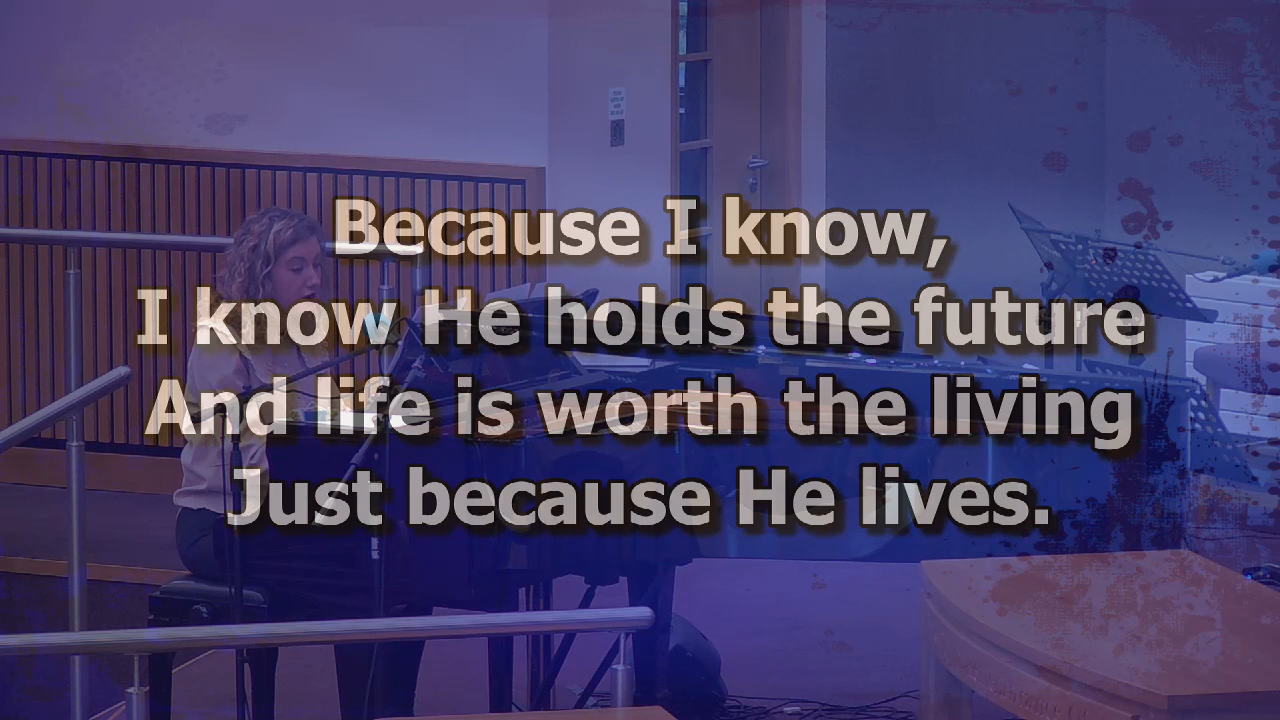 Because I know,
I know He holds the future
And life is worth the living
Just because He lives.